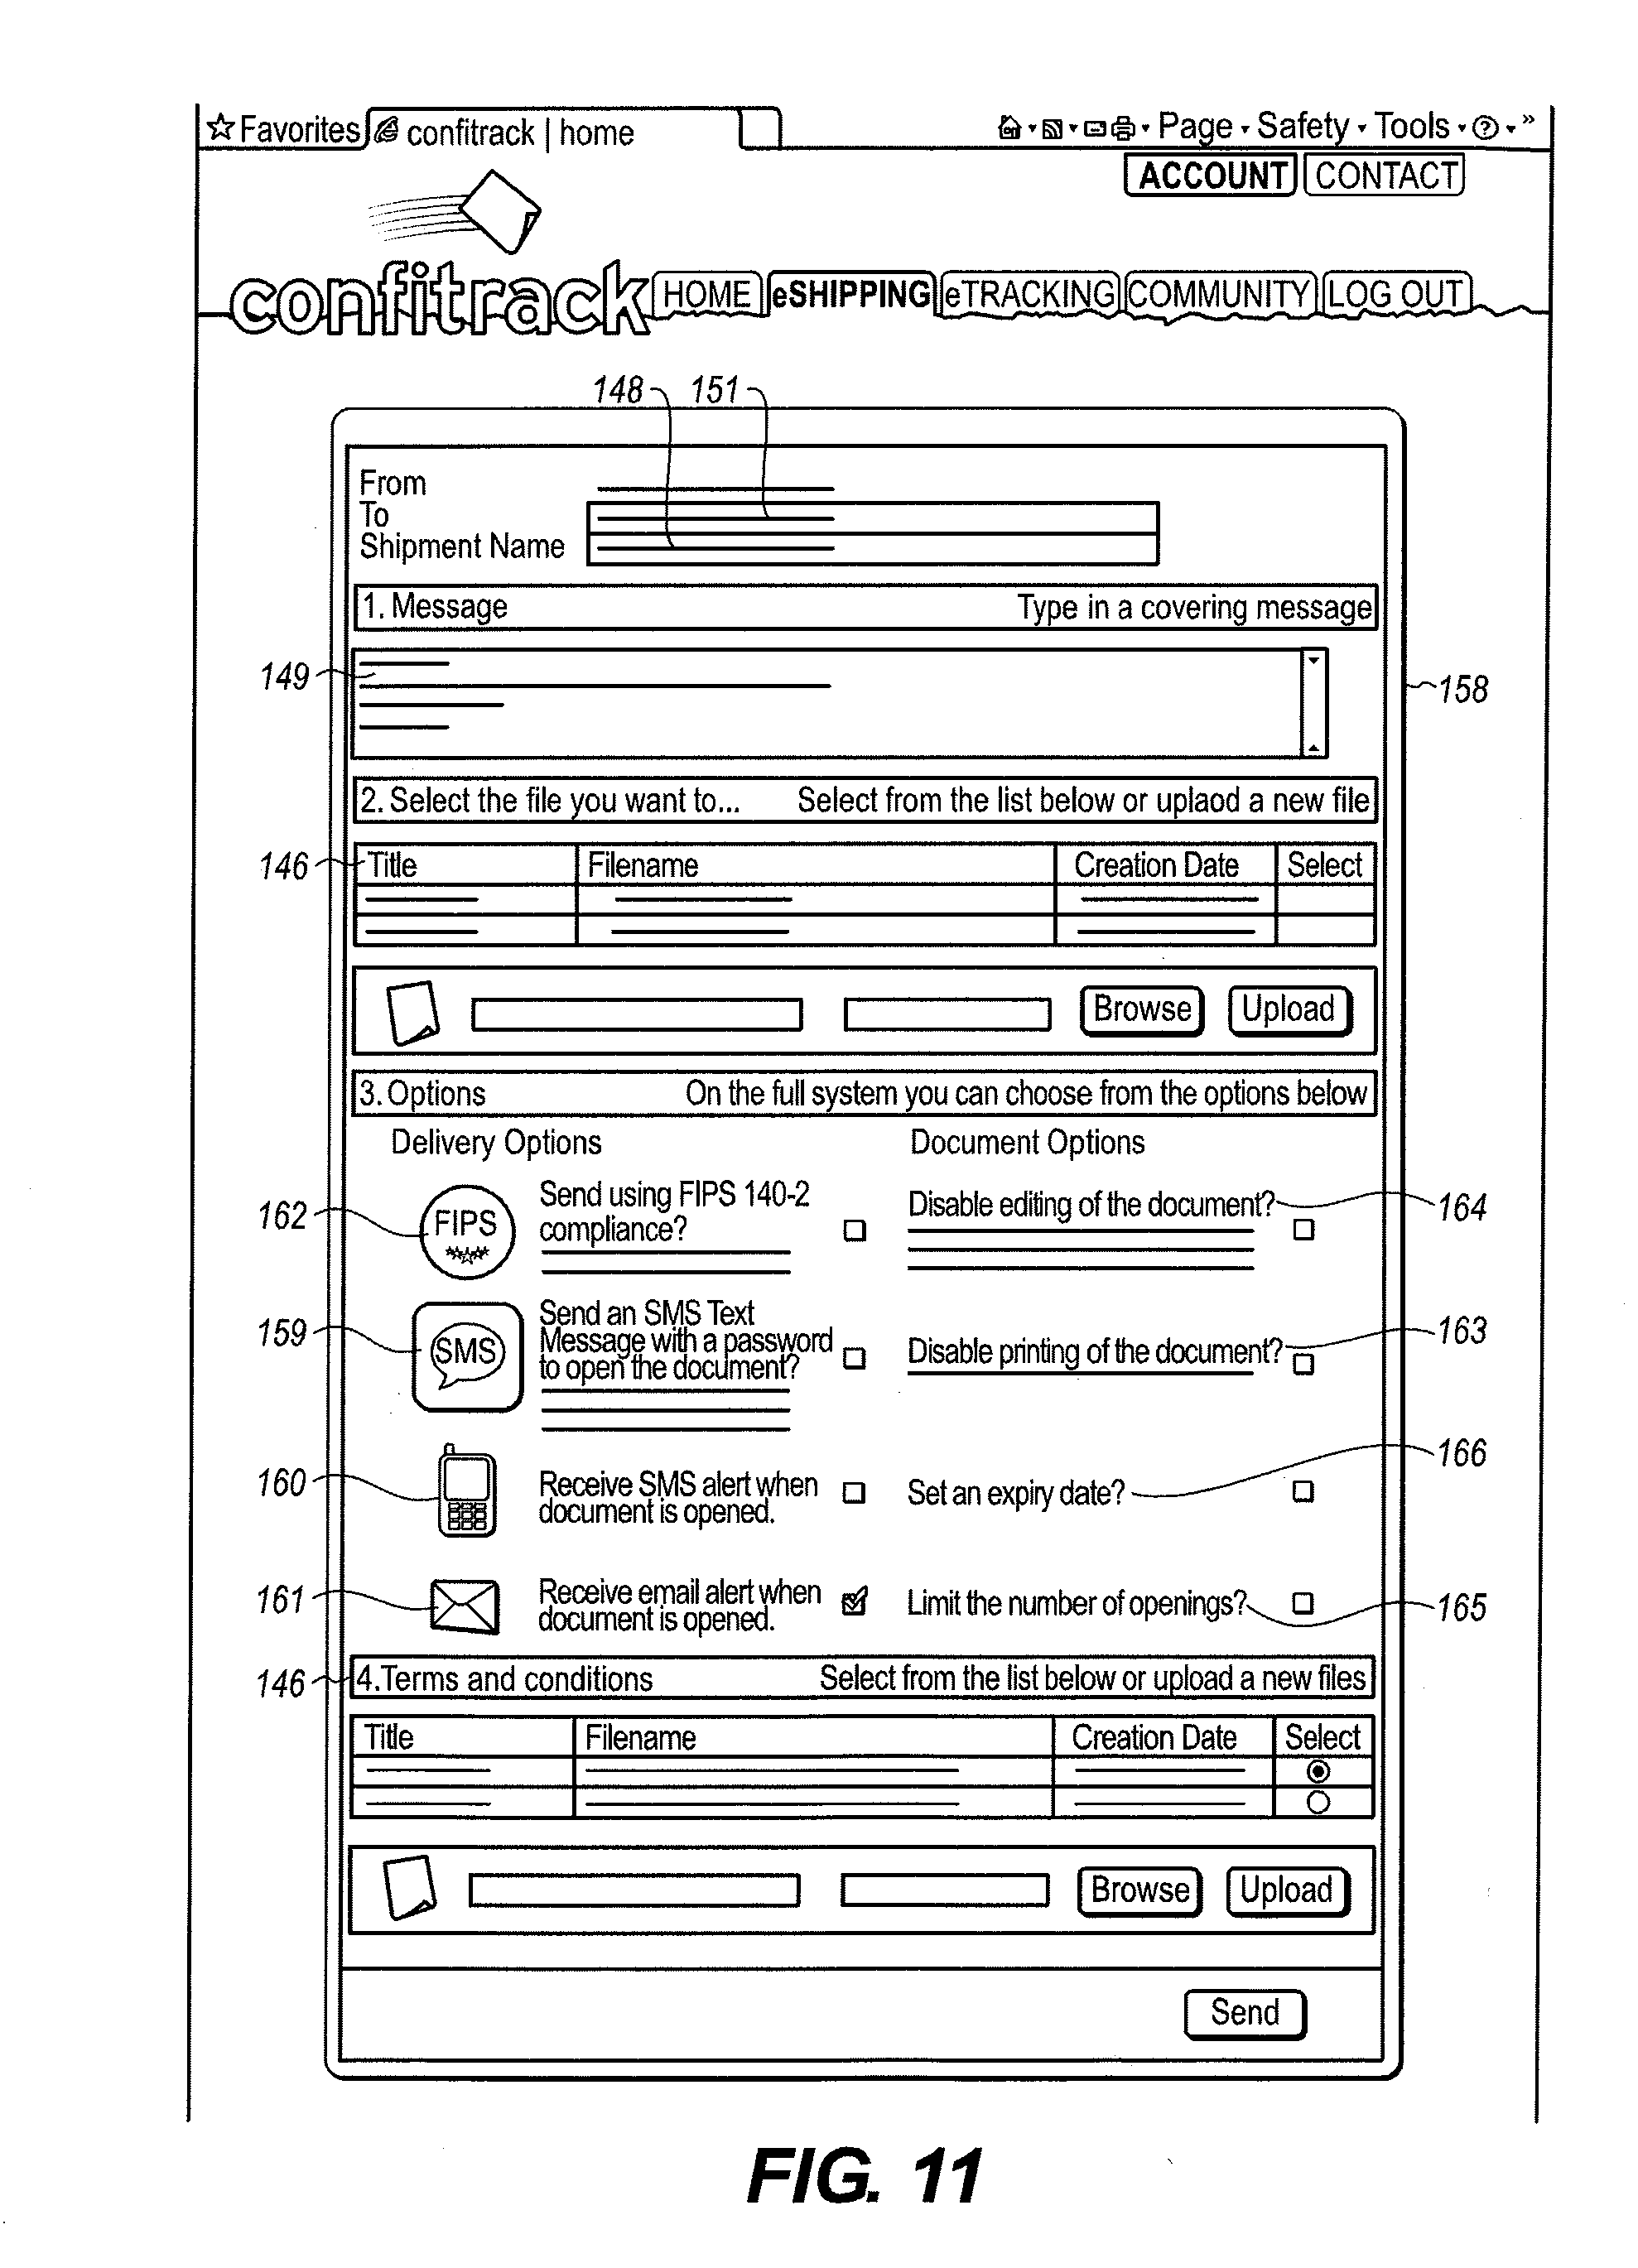 Favorites confitrack | home Page Safety Tools ? »
ACCOUNT CONTACT
confitrack HOME eSHIPPING eTRACKING COMMUNITY LOG OUT
148 151
From
To
Shipment Name
1. Message Type in a covering message
149
158
2. Select the file you want to... Select from the list below or uplaod a new file
146 Title Filename Creation Date Select
Browse Upload
3. Options On the full system you can choose from the options below
Delivery Options Document Options
162 FIPS Send using FIPS 140-2 compliance? Disable editing of the document? 164
159 SMS Send an SMS Text
Message with a password
to open the document? Disable printing of the document? 163
160 Receive SMS alert when
document is opened. Set an expiry date? 166
161 Receive email alert when
document is opened. Limit the number of openings? 165
146 4.Terms and conditions Select from the list below or upload a new files
Title Filename Creation Date Select
Browse Upload
Send
FIG. 11